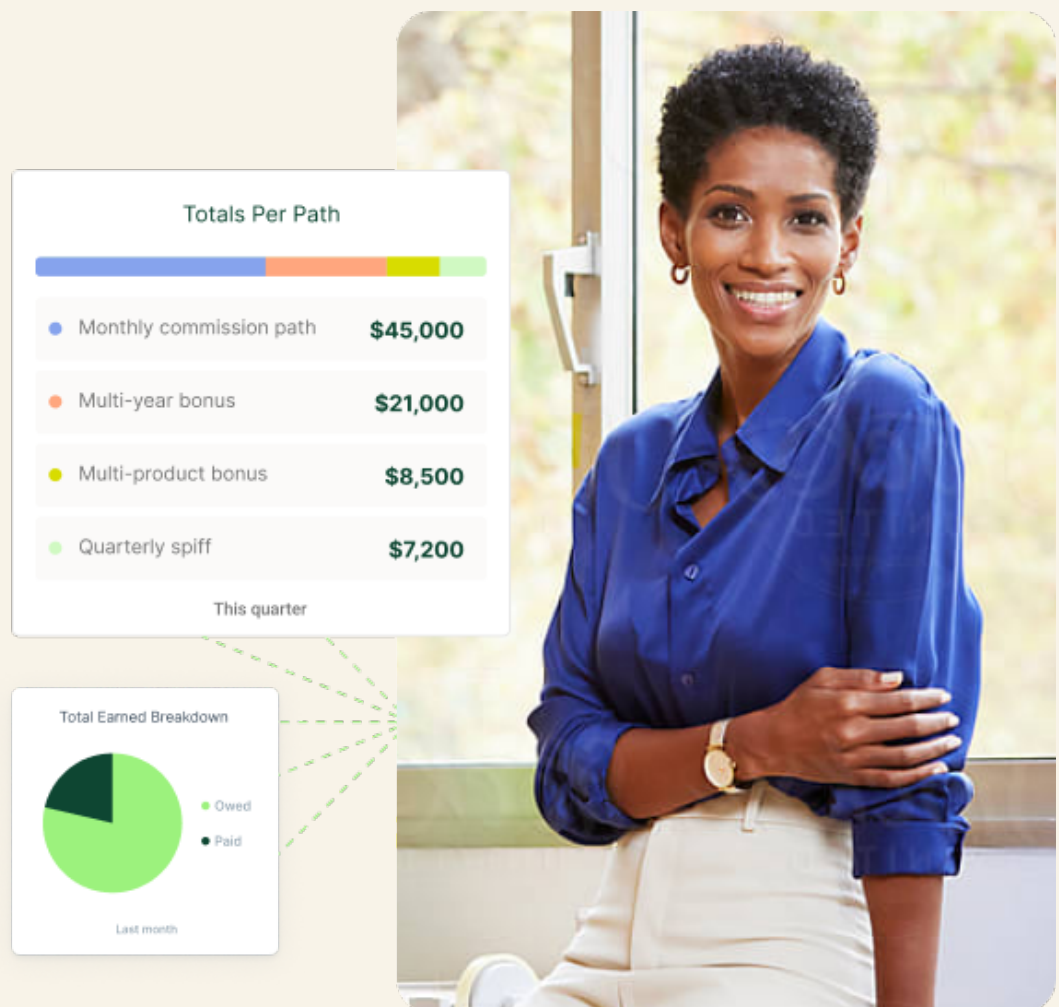 Totals Per Path
Monthly commission path $45,000
Multi-year bonus $21,000
Multi-product bonus $8,500
Quarterly spiff $7,200
This quarter
Total Earned Breakdown
Owed
Paid
Last month